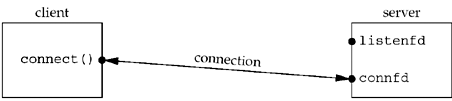 client
server
connect()
connection
listenfd
connfd